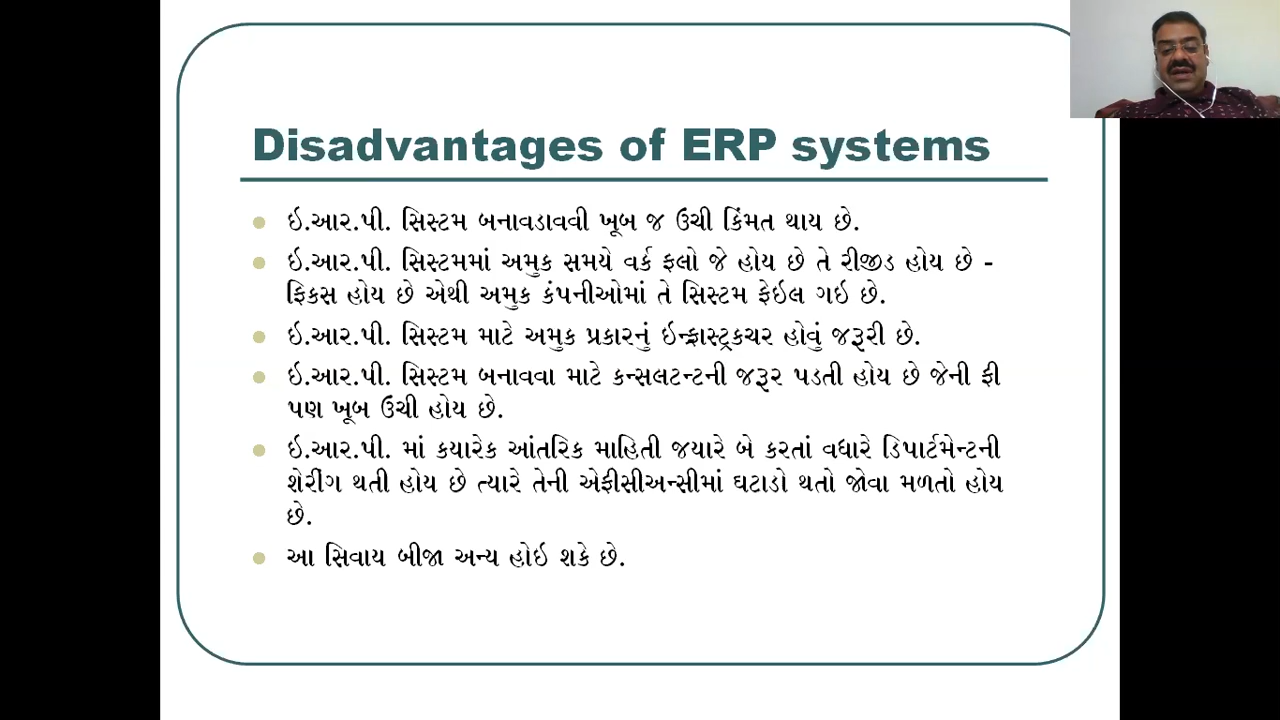 Disadvantages of ERP systems
ઇ.આર.પી. સિસ્ટમ બનાવડાવવી ખૂબ જ ઉચી કિંમત થાય છે.
ઇ.આર.પી. સિસ્ટમમાં અમુક સમયે વર્ક ફલો જે હોય છે તે રીજીડ હોય છે -
ફિકસ હોય છે એથી અમુક કંપનીઓમાં તે સિસ્ટમ ફેઇલ ગઇ છે.
ઇ.આર.પી. સિસ્ટમ માટે અમુક પ્રકારનું ઇન્ફ્રાસ્ટ્રકચર હોવું જરૂરી છે.
ઇ.આર.પી. સિસ્ટમ બનાવવા માટે કન્સલટન્ટની જરૂર પડતી હોય છે જેની ફી
પણ ખૂબ ઉચી હોય છે.
ઇ.આર.પી. માં કયારેક આંતરિક માહિતી જયારે બે કરતાં વધારે ડિપાર્ટમેન્ટની
શેરીંગ થતી હોય છે ત્યારે તેની એફીસીઅન્સીમાં ઘટાડો થતો જોવા મળતો હોય
છે.
આ સિવાય બીજા અન્ય હોઇ શકે છે.